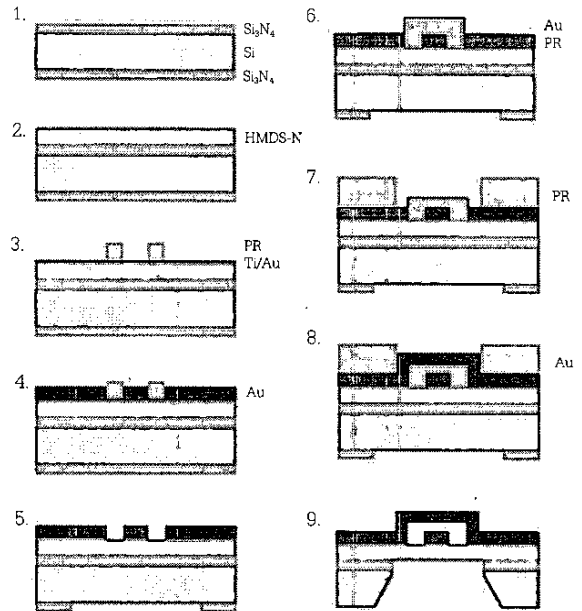 1.
Si₃N₄
Si
Si₃N₄
2.
HMDS-N
3.
PR
Ti/Au
4.
Au
5.
6.
Au
PR
7.
PR
8.
Au
9.